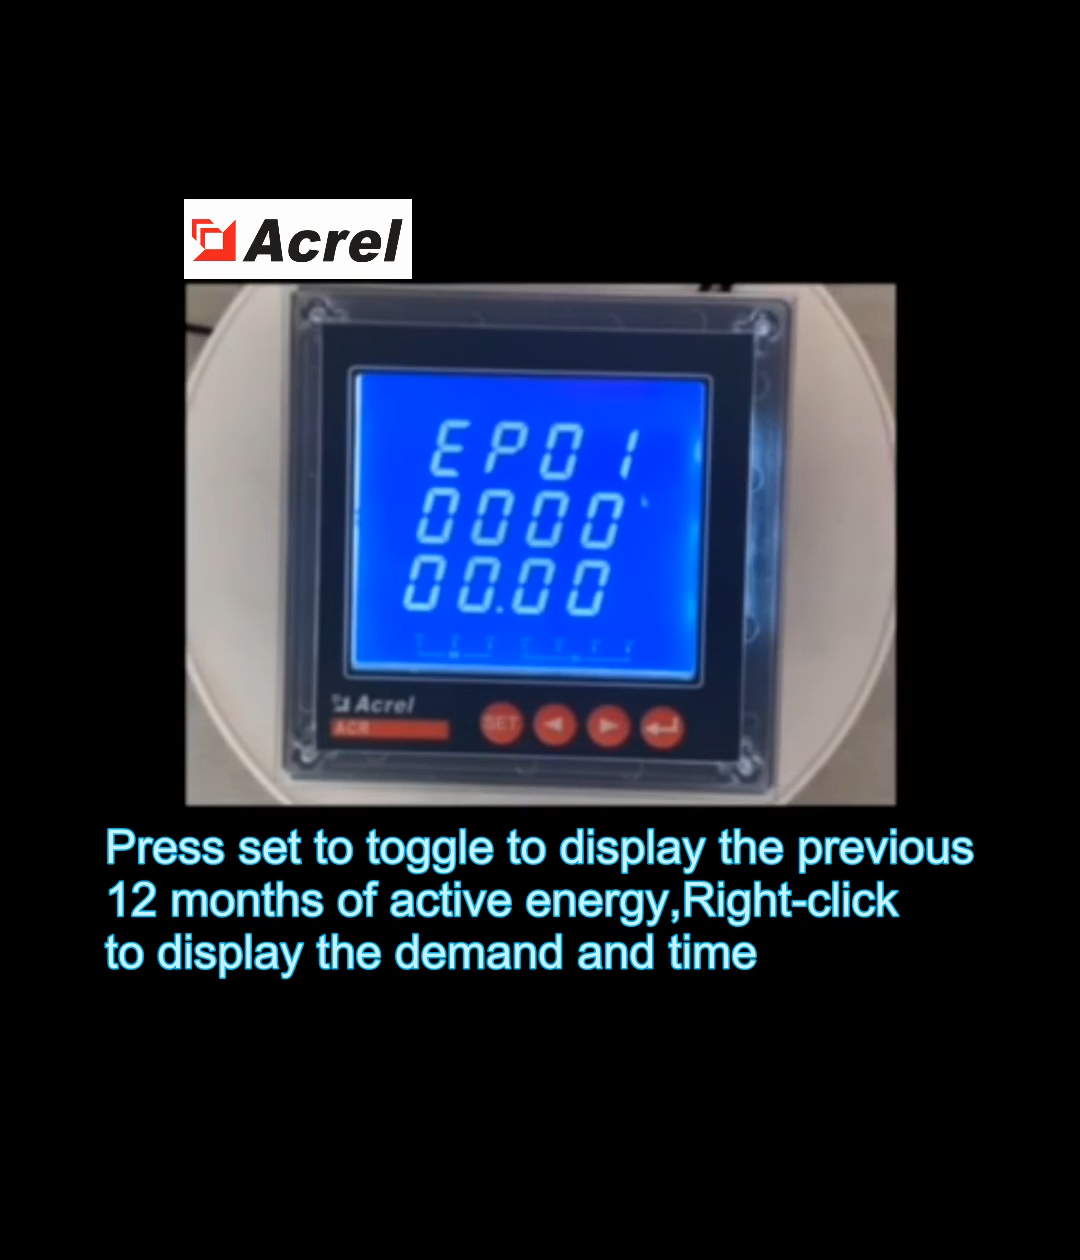 Acrel
EP01
0000
00.00
Acrel
ACR
SET
Press set to toggle to display the previous
12 months of active energy,Right-click
to display the demand and time